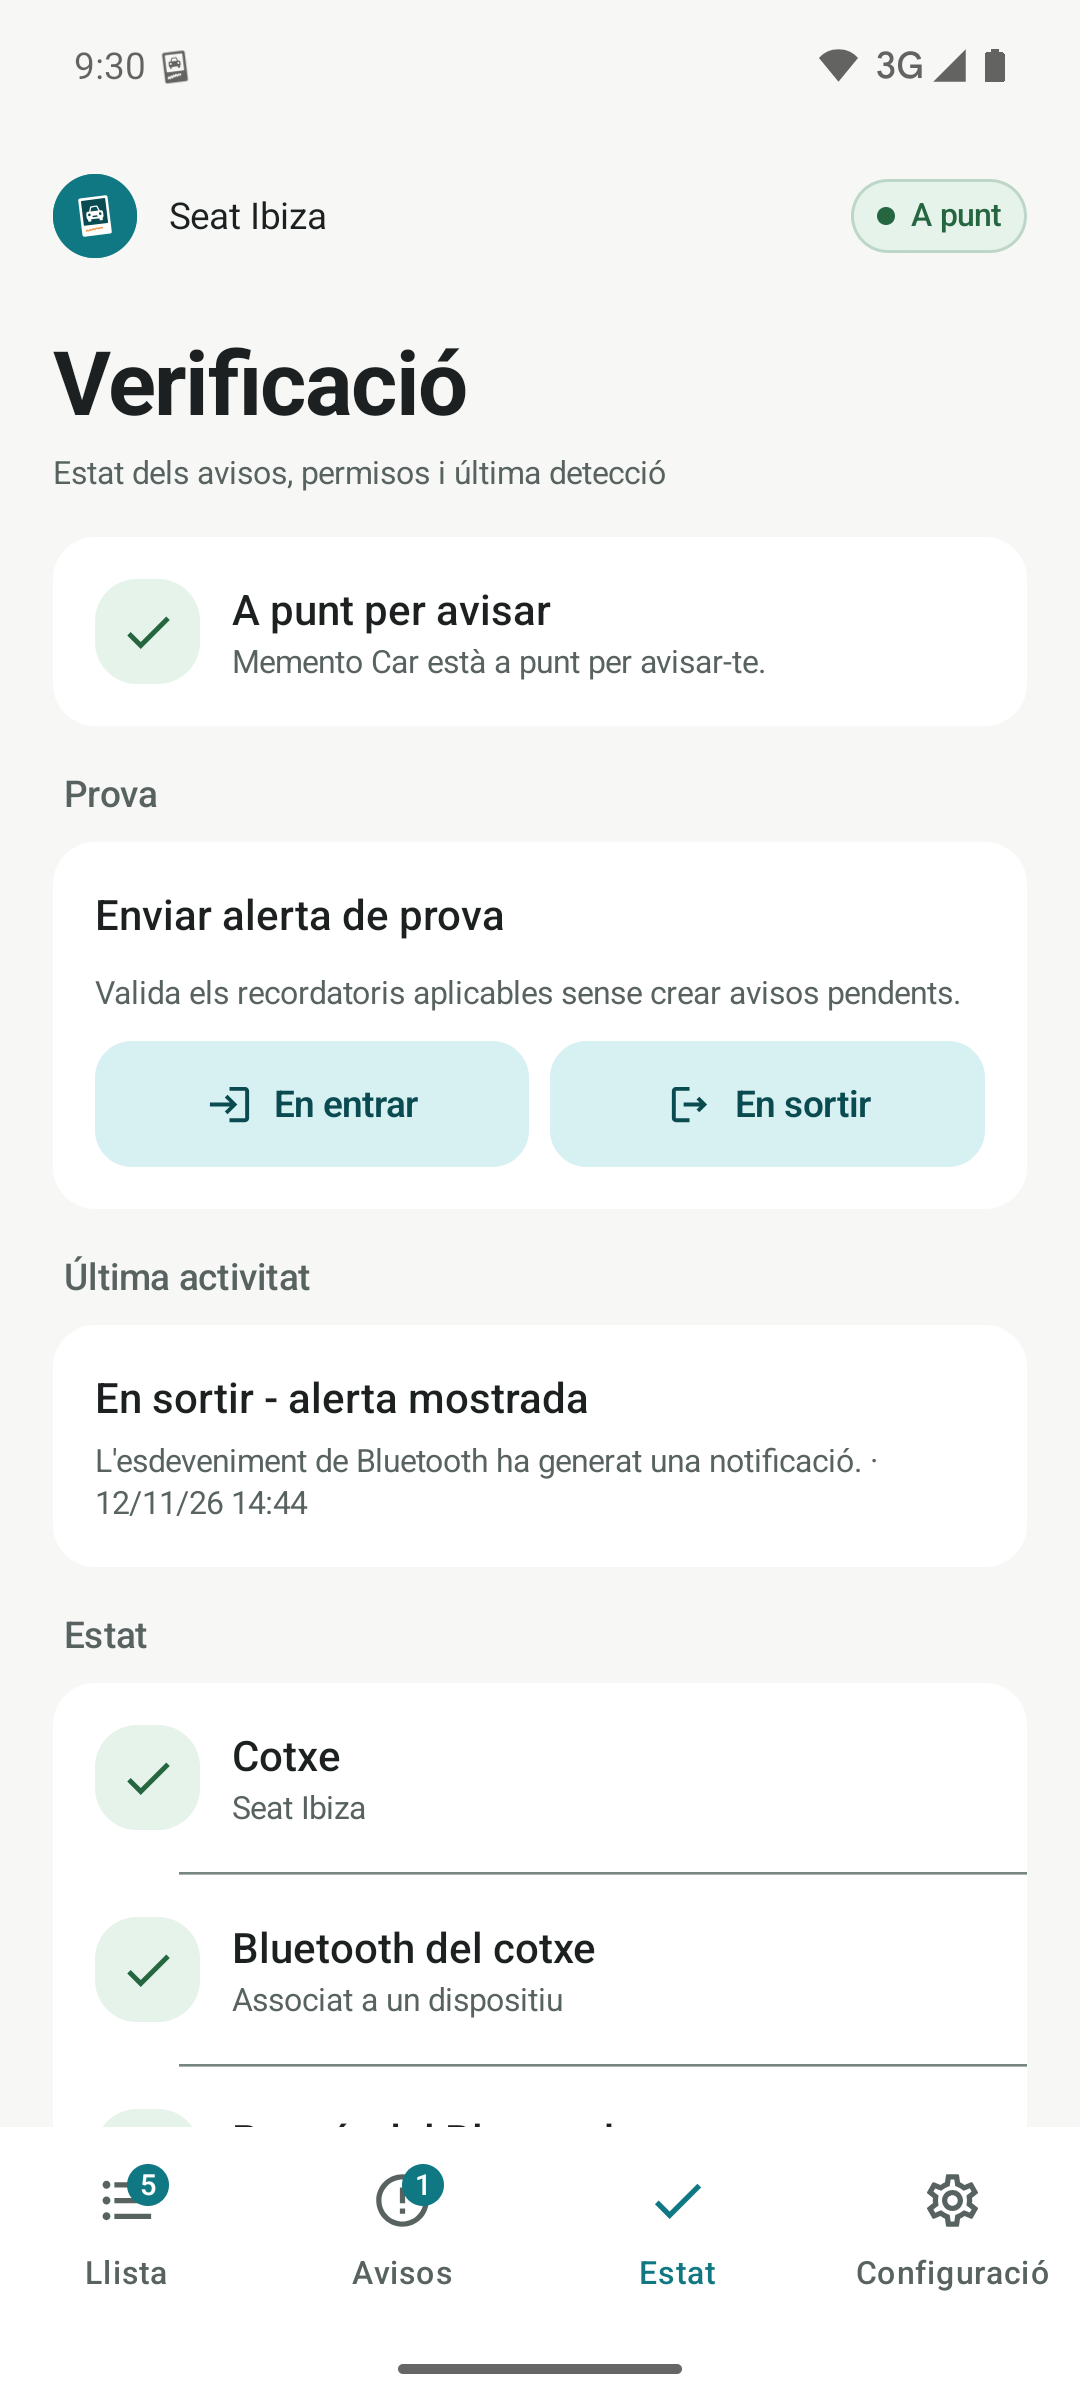 9:30
3G
Seat Ibiza
A punt
Verificació
Estat dels avisos, permisos i última detecció
A punt per avisar
Memento Car està a punt per avisar-te.
Prova
Enviar alerta de prova
Valida els recordatoris aplicables sense crear avisos pendents.
En entrar
En sortir
Última activitat
En sortir - alerta mostrada
L'esdeveniment de Bluetooth ha generat una notificació. ·
12/11/26 14:44
Estat
Cotxe
Seat Ibiza
Bluetooth del cotxe
Associat a un dispositiu
5
1
Llista
Avisos
Estat
Configuració